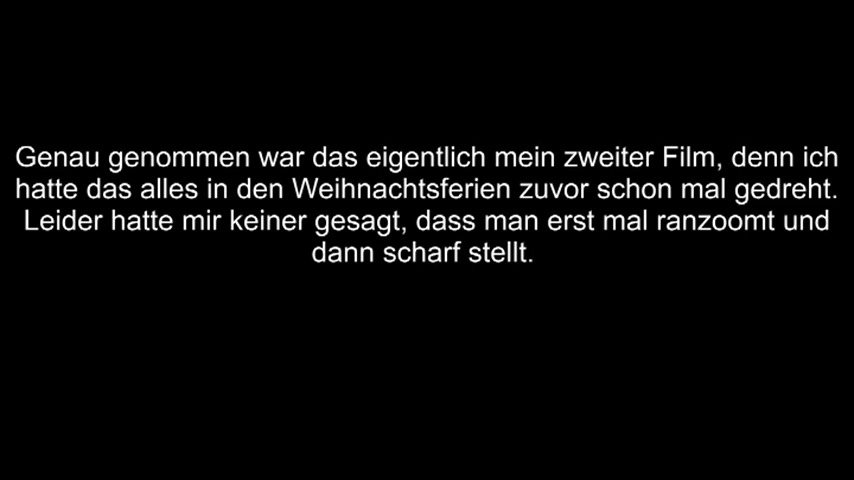 Genau genommen war das eigentlich mein zweiter Film, denn ich
hatte das alles in den Weihnachtsferien zuvor schon mal gedreht.
Leider hatte mir keiner gesagt, dass man erst mal ranzoomt und
dann scharf stellt.